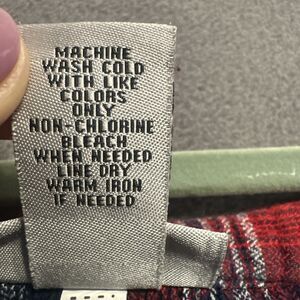 MACHINE
WASH COLD
WITH LIKE
COLORS
ONLY
NON-CHLORINE
BLEACH
WHEN NEEDED
LINE DRY
WARM IRON
IF NEEDED